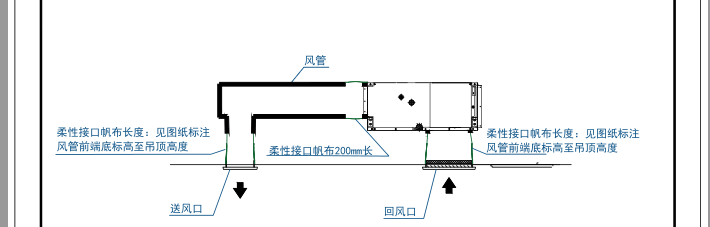 风管
柔性接口帆布长度：见图纸标注
风管前端底标高至吊顶高度
柔性接口帆布200mm长
柔性接口帆布长度：见图纸标注
风管前端底标高至吊顶高度
送风口
回风口